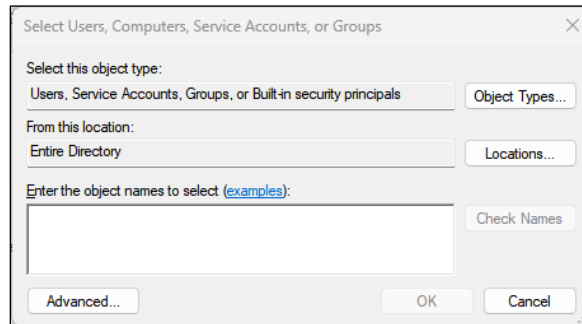 Select Users, Computers, Service Accounts, or Groups
Select this object type:
Users, Service Accounts, Groups, or Built-in security principals
Object Types...
From this location:
Entire Directory
Locations...
Enter the object names to select (examples):
Check Names
Advanced...
OK
Cancel